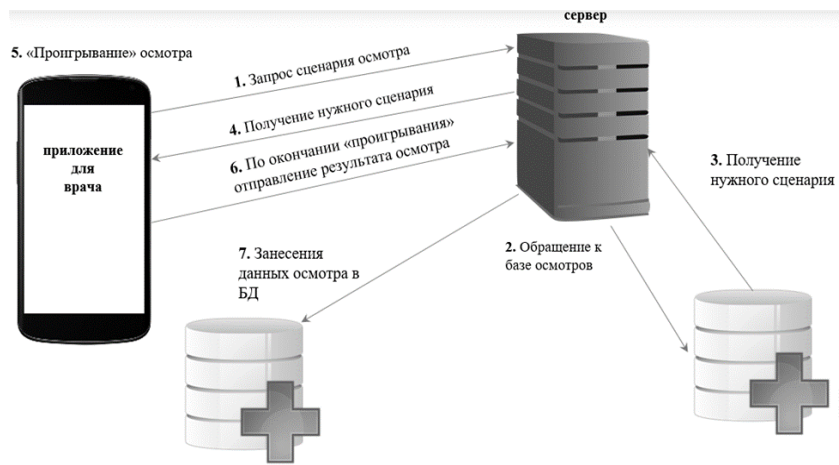 сервер
5. «Проигрывание» осмотра
1. Запрос сценария осмотра
4. Получение нужного сценария
6. По окончании «проигрывания»
отправление результата осмотра
приложение
для
врача
3. Получение
нужного сценария
7. Занесения
данных осмотра в
БД
2. Обращение к
базе осмотров